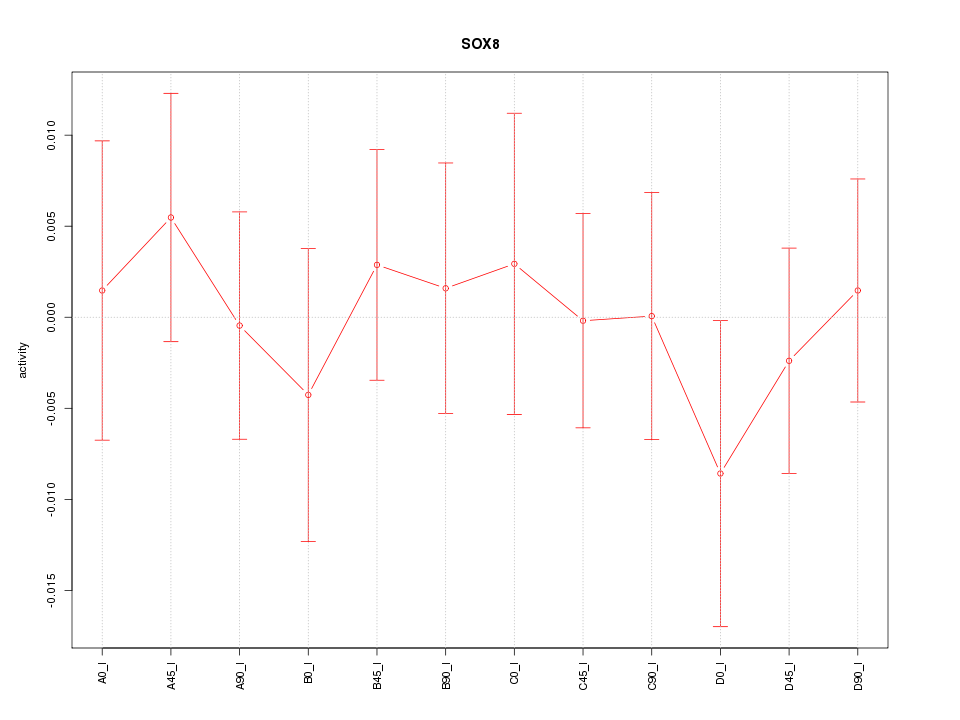 SOX8
activity
0.010
0.005
0.000
-0.005
-0.010
-0.015
A0_I
A45_I
A90_I
B0_I
B45_I
B90_I
C0_I
C45_I
C90_I
D0_I
D45_I
D90_I